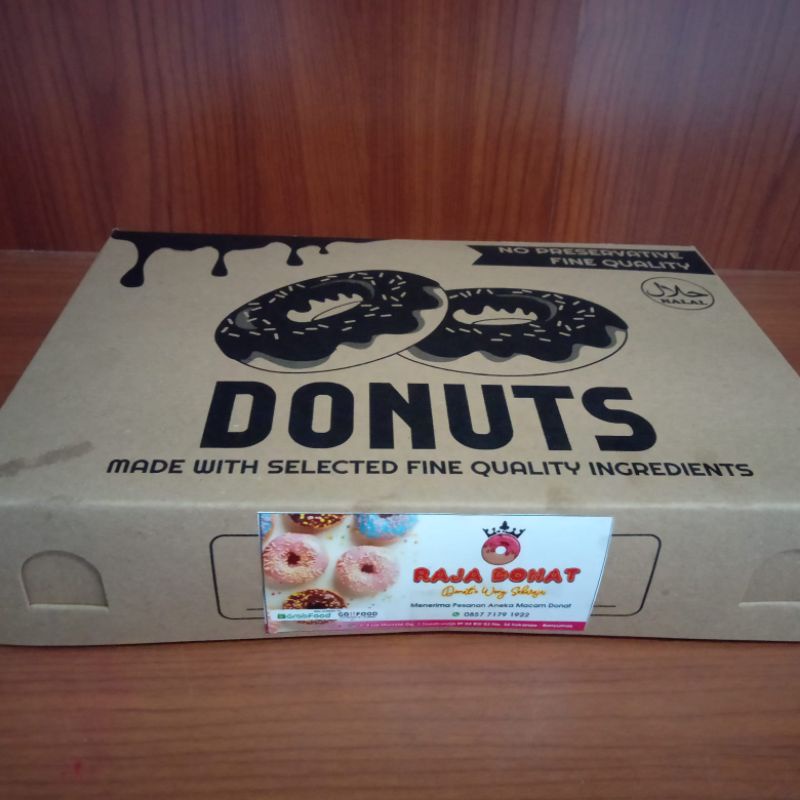 NO PRESERVATIVE
FINE QUALITY
حلال
HALAL
DONUTS
MADE WITH SELECTED FINE QUALITY INGREDIENTS
RAJA DONAT
Menerima Pesanan Aneka Macam Donat
0857 7179 1922
GrabFood
GOFOOD